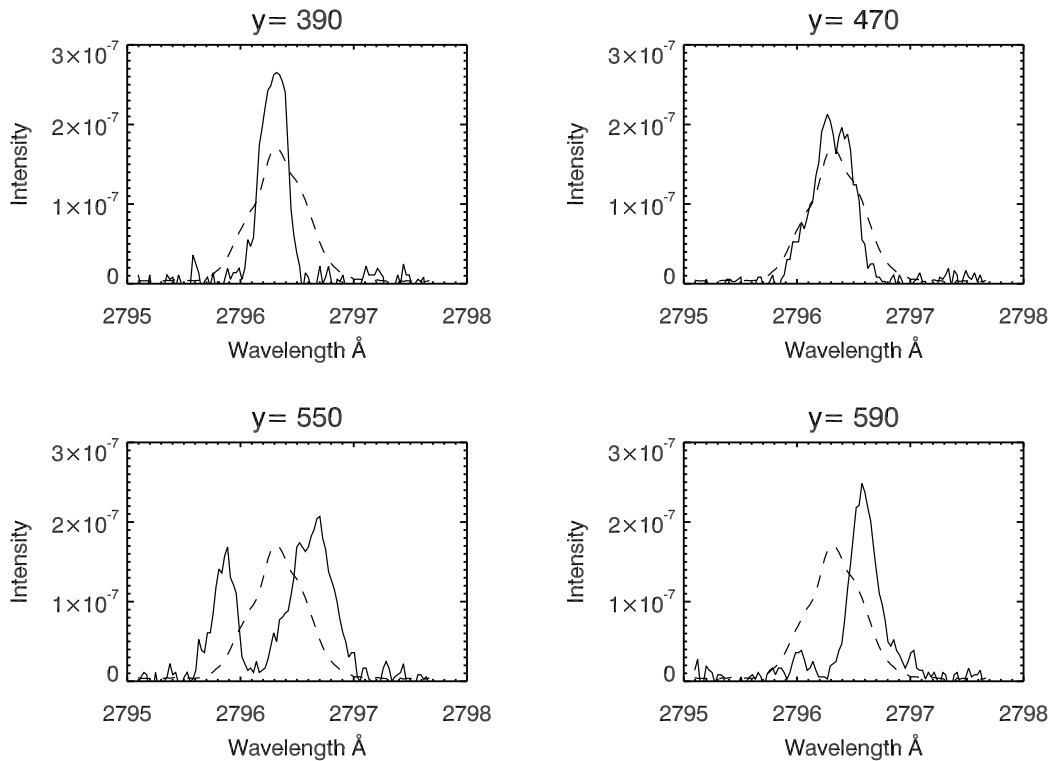 y= 390
3×10⁻⁷
2×10⁻⁷
1×10⁻⁷
0
Intensity
2795 2796 2797 2798
Wavelength Å
y= 470
3×10⁻⁷
2×10⁻⁷
1×10⁻⁷
0
Intensity
2795 2796 2797 2798
Wavelength Å
y= 550
3×10⁻⁷
2×10⁻⁷
1×10⁻⁷
0
Intensity
2795 2796 2797 2798
Wavelength Å
y= 590
3×10⁻⁷
2×10⁻⁷
1×10⁻⁷
0
Intensity
2795 2796 2797 2798
Wavelength Å